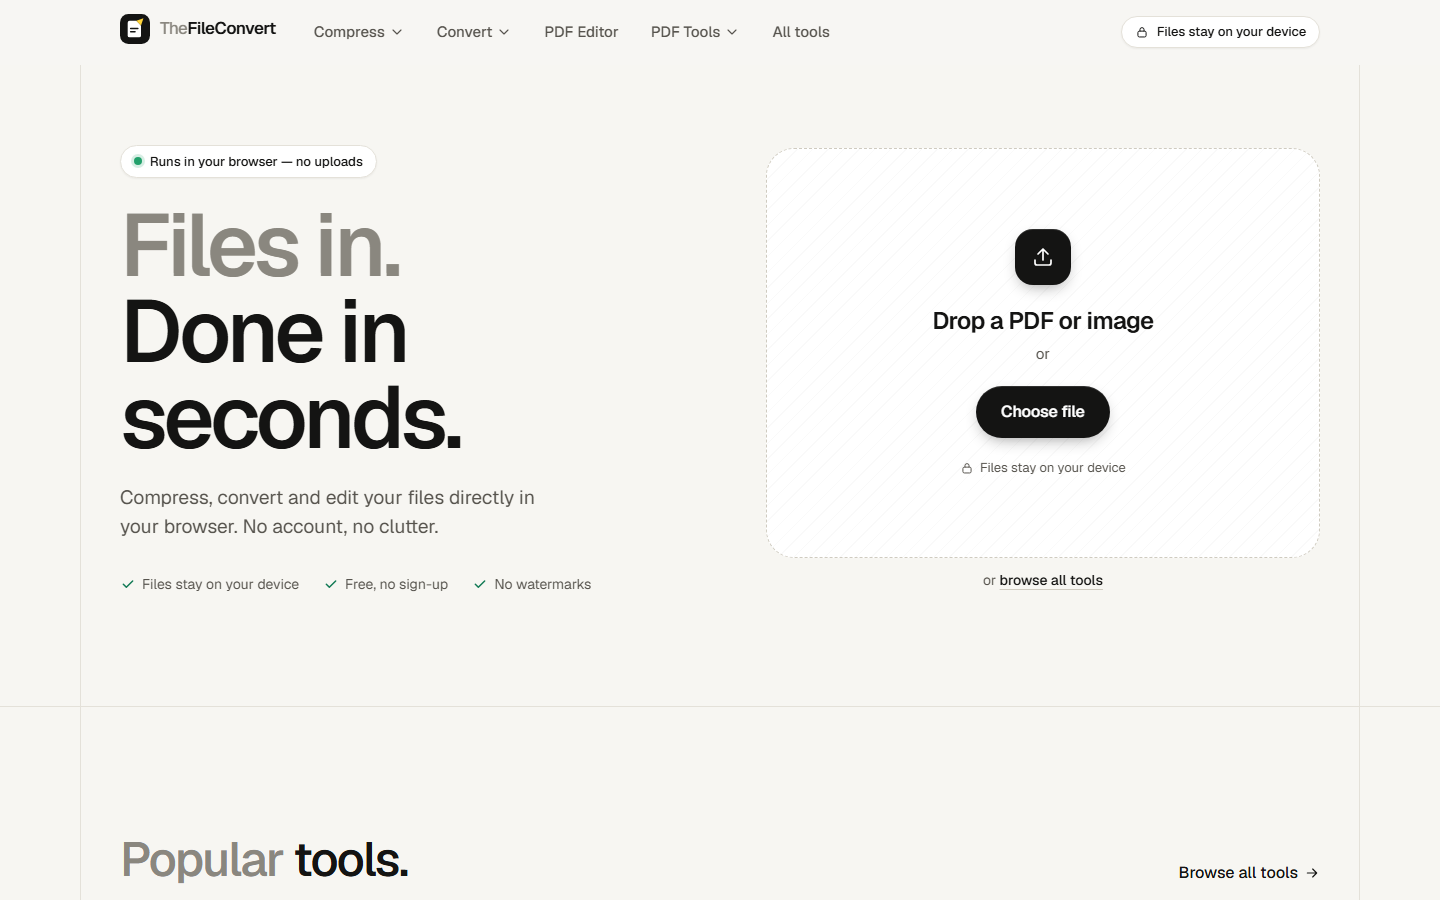 TheFileConvert
Compress
Convert
PDF Editor
PDF Tools
All tools
Files stay on your device
Runs in your browser — no uploads
Files in.
Done in
seconds.
Compress, convert and edit your files directly in
your browser. No account, no clutter.
Files stay on your device
Free, no sign-up
No watermarks
Drop a PDF or image
or
Choose file
Files stay on your device
or browse all tools
Popular tools.
Browse all tools →